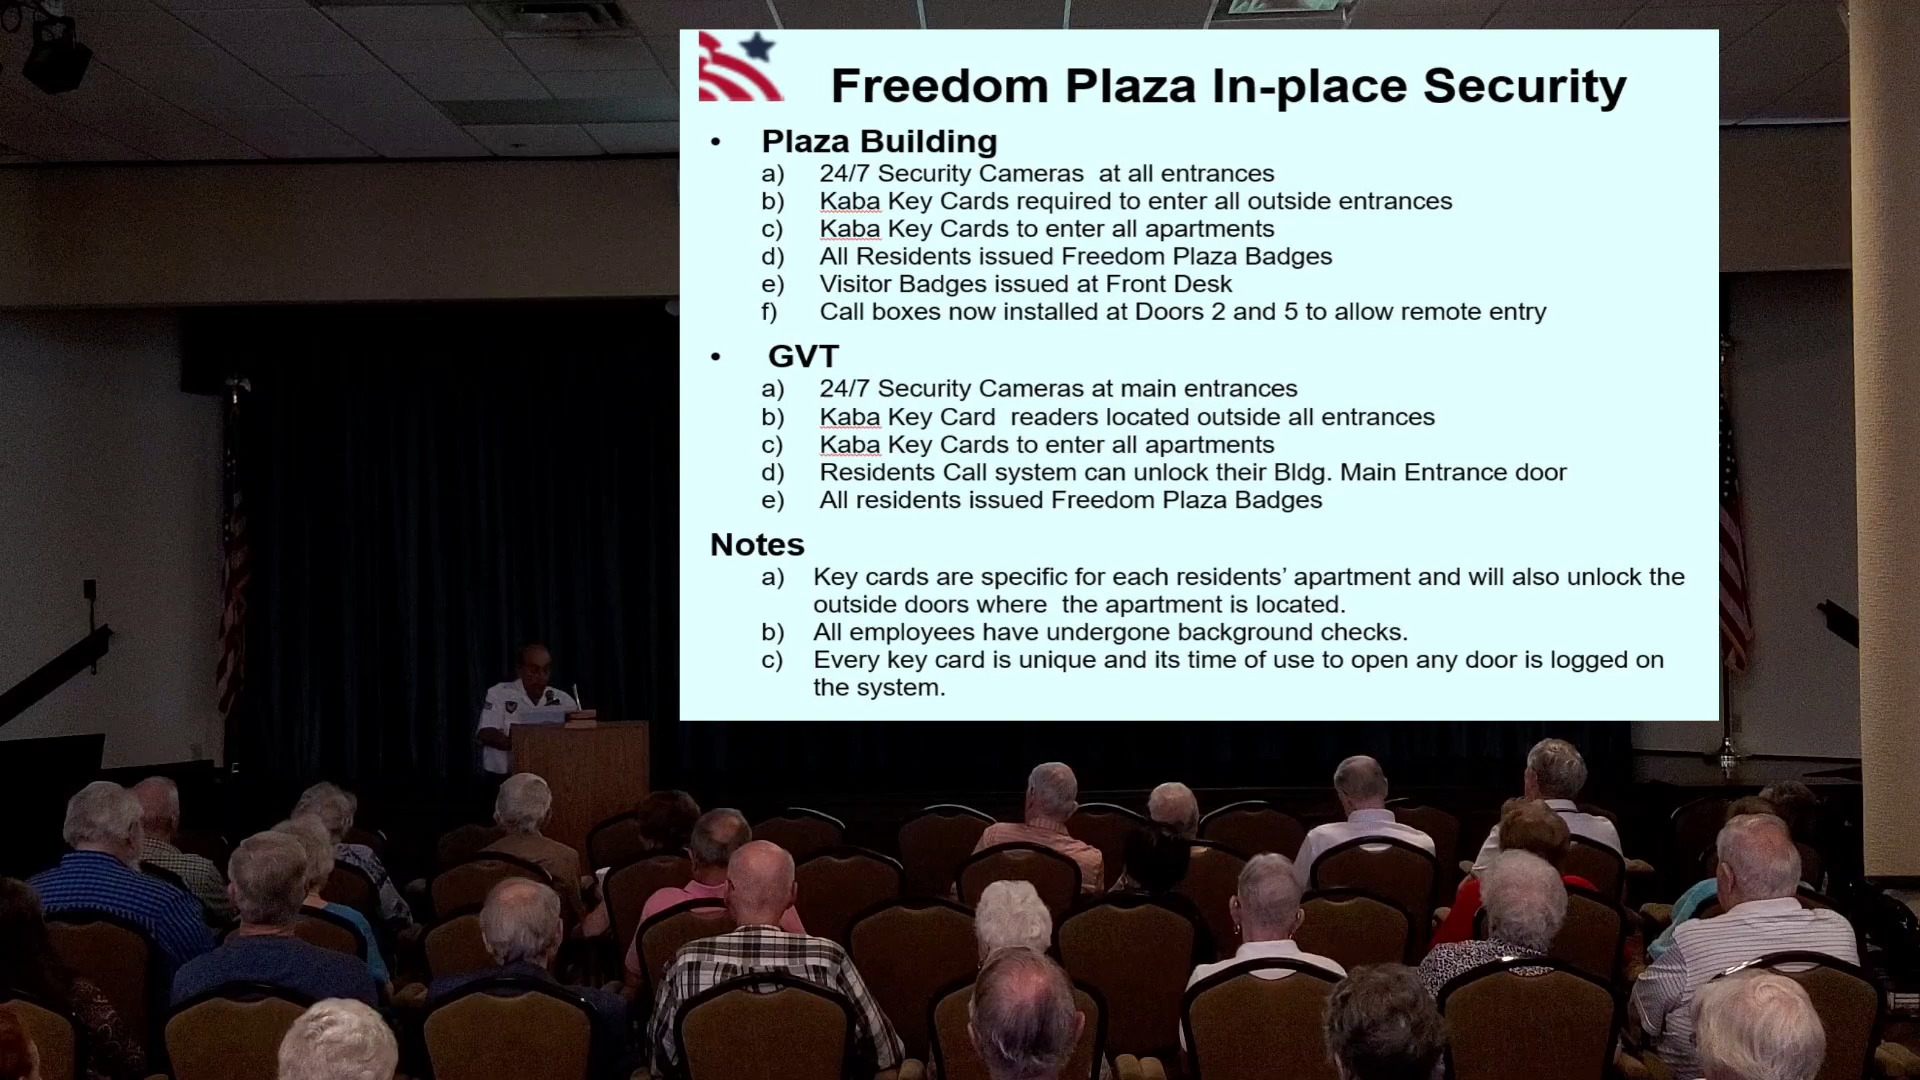 Freedom Plaza In-place Security
• Plaza Building
a) 24/7 Security Cameras at all entrances
b) Kaba Key Cards required to enter all outside entrances
c) Kaba Key Cards to enter all apartments
d) All Residents issued Freedom Plaza Badges
e) Visitor Badges issued at Front Desk
f) Call boxes now installed at Doors 2 and 5 to allow remote entry
• GVT
a) 24/7 Security Cameras at main entrances
b) Kaba Key Card readers located outside all entrances
c) Kaba Key Cards to enter all apartments
d) Residents Call system can unlock their Bldg. Main Entrance door
e) All residents issued Freedom Plaza Badges
Notes
a) Key cards are specific for each residents’ apartment and will also unlock the
outside doors where the apartment is located.
b) All employees have undergone background checks.
c) Every key card is unique and its time of use to open any door is logged on
the system.